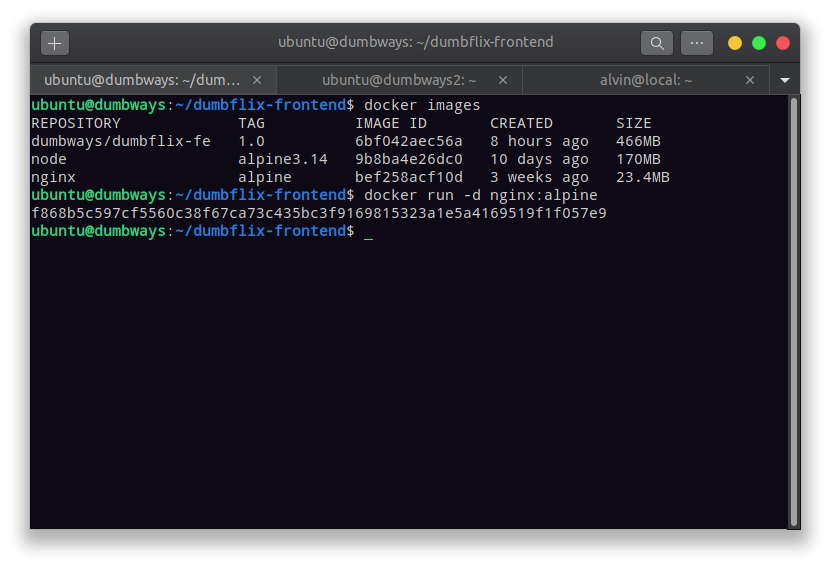 ubuntu@dumbways: ~/dumbflix-frontend
ubuntu@dumbways: ~/dum… × ubuntu@dumbways2: ~ × alvin@local: ~ ×
ubuntu@dumbways:~/dumbflix-frontend$ docker images
REPOSITORY             TAG          IMAGE ID       CREATED       SIZE
dumbways/dumbflix-fe   1.0          6bf042aec56a   8 hours ago   466MB
node                   alpine3.14   9b8ba4e26dc0   10 days ago   170MB
nginx                  alpine       bef258acf10d   3 weeks ago   23.4MB
ubuntu@dumbways:~/dumbflix-frontend$ docker run -d nginx:alpine
f868b5c597cf5560c38f67ca73c435bc3f9169815323a1e5a4169519f1f057e9
ubuntu@dumbways:~/dumbflix-frontend$ _